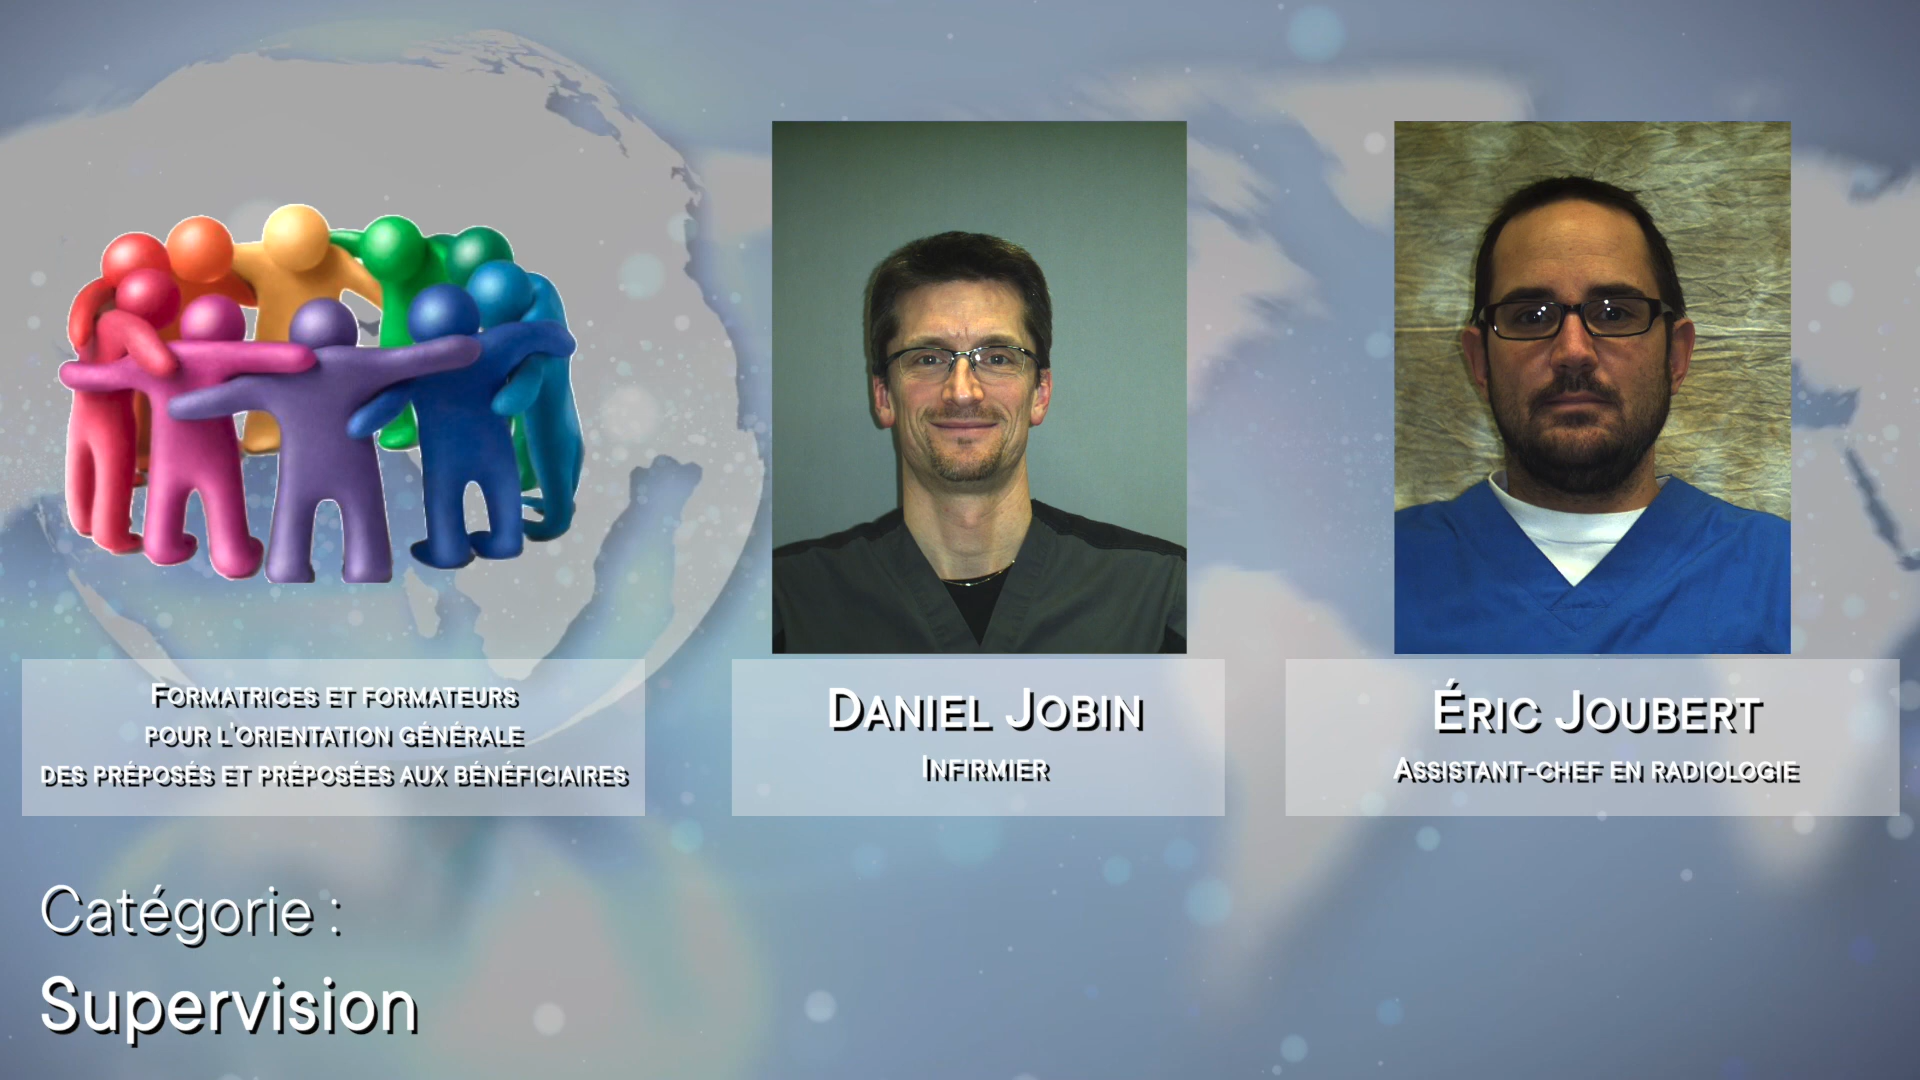 Formatrices et formateurs
pour l'orientation générale
des préposés et préposées aux bénéficiaires
Daniel Jobin
Infirmier
Éric Joubert
Assistant-chef en radiologie
Catégorie :
Supervision